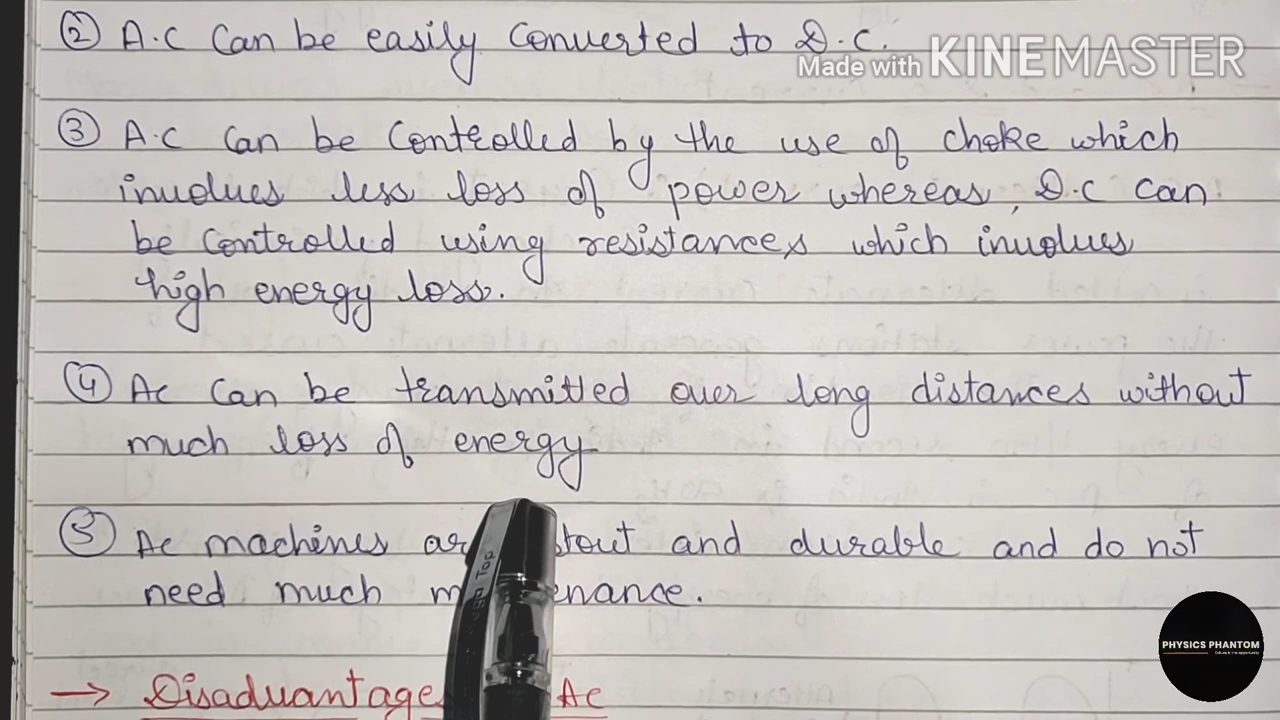 ② A.C Can be easily Converted to D.C.
Made with KINEMASTER
③ A.C Can be Controlled by the use of choke which
involves less loss of power whereas, D.C can
be Controlled using resistances which involves
high energy loss.
④ Ac Can be transmitted over long distances without
much loss of energy
⑤ Ac machines stout and durable and do not
need much
→ Disadvantages Ac
PHYSICS PHANTOM